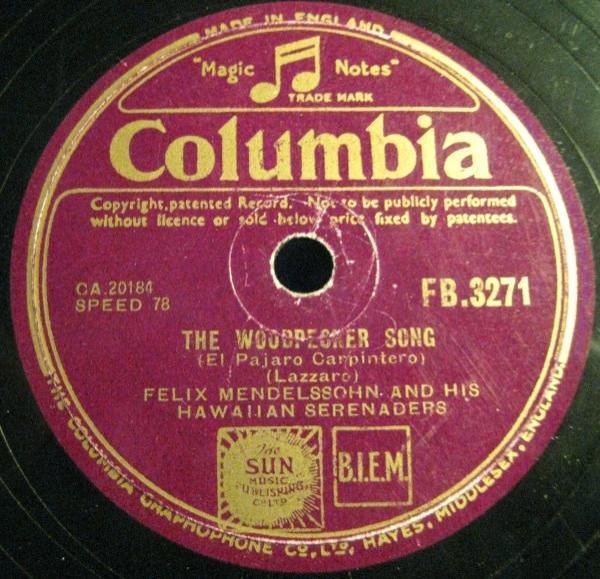 MADE IN ENGLAND
"Magic Notes"
TRADE MARK
Columbia
Copyright, patented Record. Not to be publicly performed
without licence or sold below price fixed by patentees.
CA.20184
SPEED 78
FB.3271
THE WOODPECKER SONG
(El Pajaro Carpintero)
(Lazzaro)
FELIX MENDELSSOHN AND HIS
HAWAIIAN SERENADERS
The
SUN
MUSIC
PUBLISHING
CO LTD
B.I.E.M.
THE COLUMBIA GRAPHOPHONE CO., LTD., HAYES, MIDDLESEX, ENGLAND.